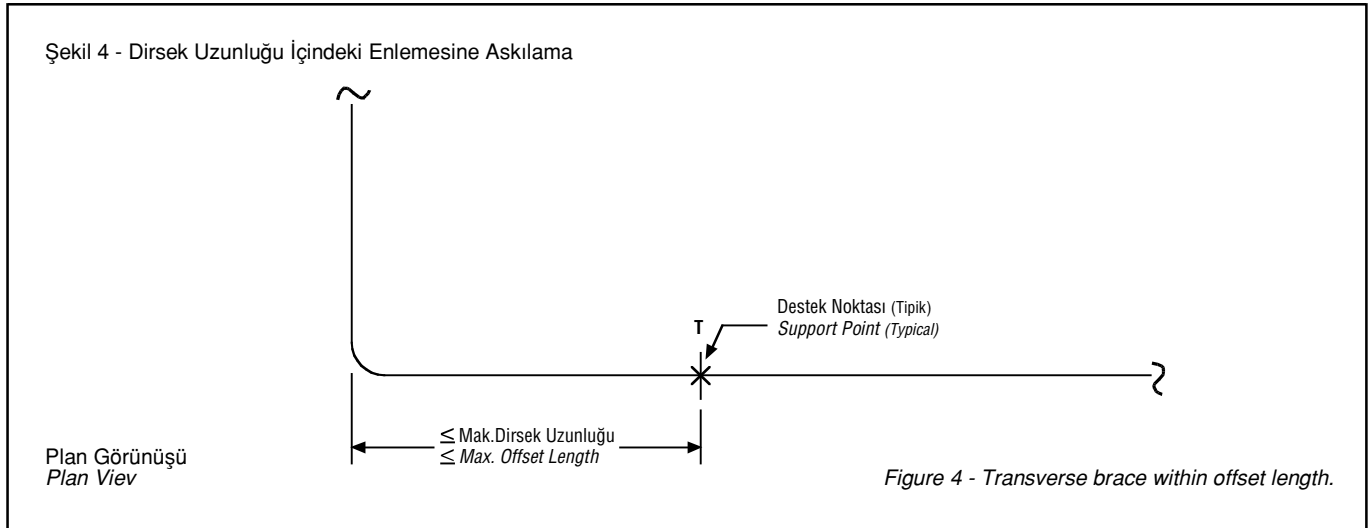 Şekil 4 - Dirsek Uzunluğu İçindeki Enlemesine Askılama
Destek Noktası (Tipik)
T
Support Point (Typical)
≤ Mak.Dirsek Uzunluğu
≤ Max. Offset Length
Plan Görünüşü
Plan Viev
Figure 4 - Transverse brace within offset length.